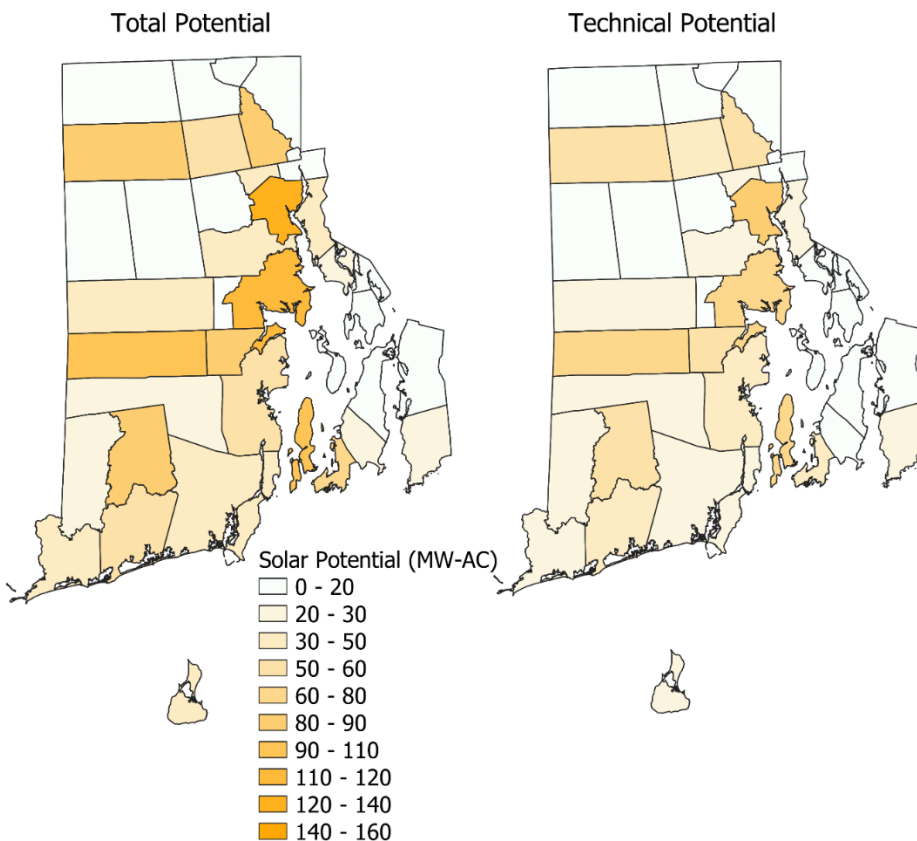 Total Potential
Technical Potential
Solar Potential (MW-AC)
0 - 20
20 - 30
30 - 50
50 - 60
60 - 80
80 - 90
90 - 110
110 - 120
120 - 140
140 - 160